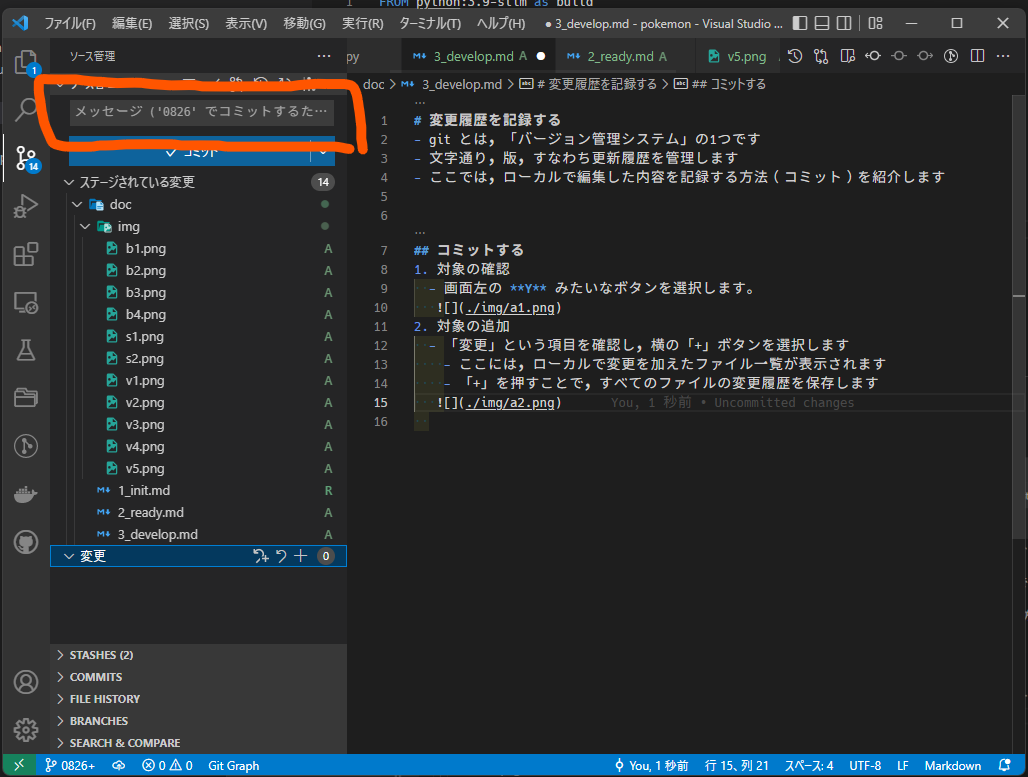 FROM python:3.9-slim as build
ファイル(F) 編集(E) 選択(S) 表示(V) 移動(G) 実行(R) ターミナル(T) ヘルプ(H) ● 3_develop.md - pokemon - Visual Studio ...
ソース管理 ···
py 3_develop.md A ● 2_ready.md A v5.png
doc > 3_develop.md > # 変更履歴を記録する > ## コミットする
メッセージ ('0826' でコミットするた…
コミット
ステージされている変更 14
doc
img
b1.png A
b2.png A
b3.png A
b4.png A
s1.png A
s2.png A
v1.png A
v2.png A
v3.png A
v4.png A
v5.png A
1_init.md R
2_ready.md A
3_develop.md A
変更 0
STASHES (2)
COMMITS
FILE HISTORY
BRANCHES
SEARCH & COMPARE
1 # 変更履歴を記録する
2 - git とは，「バージョン管理システム」の1つです
3 - 文字通り，版，すなわち更新履歴を管理します
4 - ここでは，ローカルで編集した内容を記録する方法（コミット）を紹介します
5
6
7 ## コミットする
8 1. 対象の確認
9 - 画面左の **Y** みたいなボタンを選択します。
10 ![](./img/a1.png)
11 2. 対象の追加
12 - 「変更」という項目を確認し，横の「+」ボタンを選択します
13 - ここには，ローカルで変更を加えたファイル一覧が表示されます
14 - 「+」を押すことで，すべてのファイルの変更履歴を保存します
15 ![](./img/a2.png) You, 1 秒前 • Uncommitted changes
16
1
14
0826+ 0 0 Git Graph You, 1 秒前 行 15、列 21 スペース: 4 UTF-8 LF Markdown